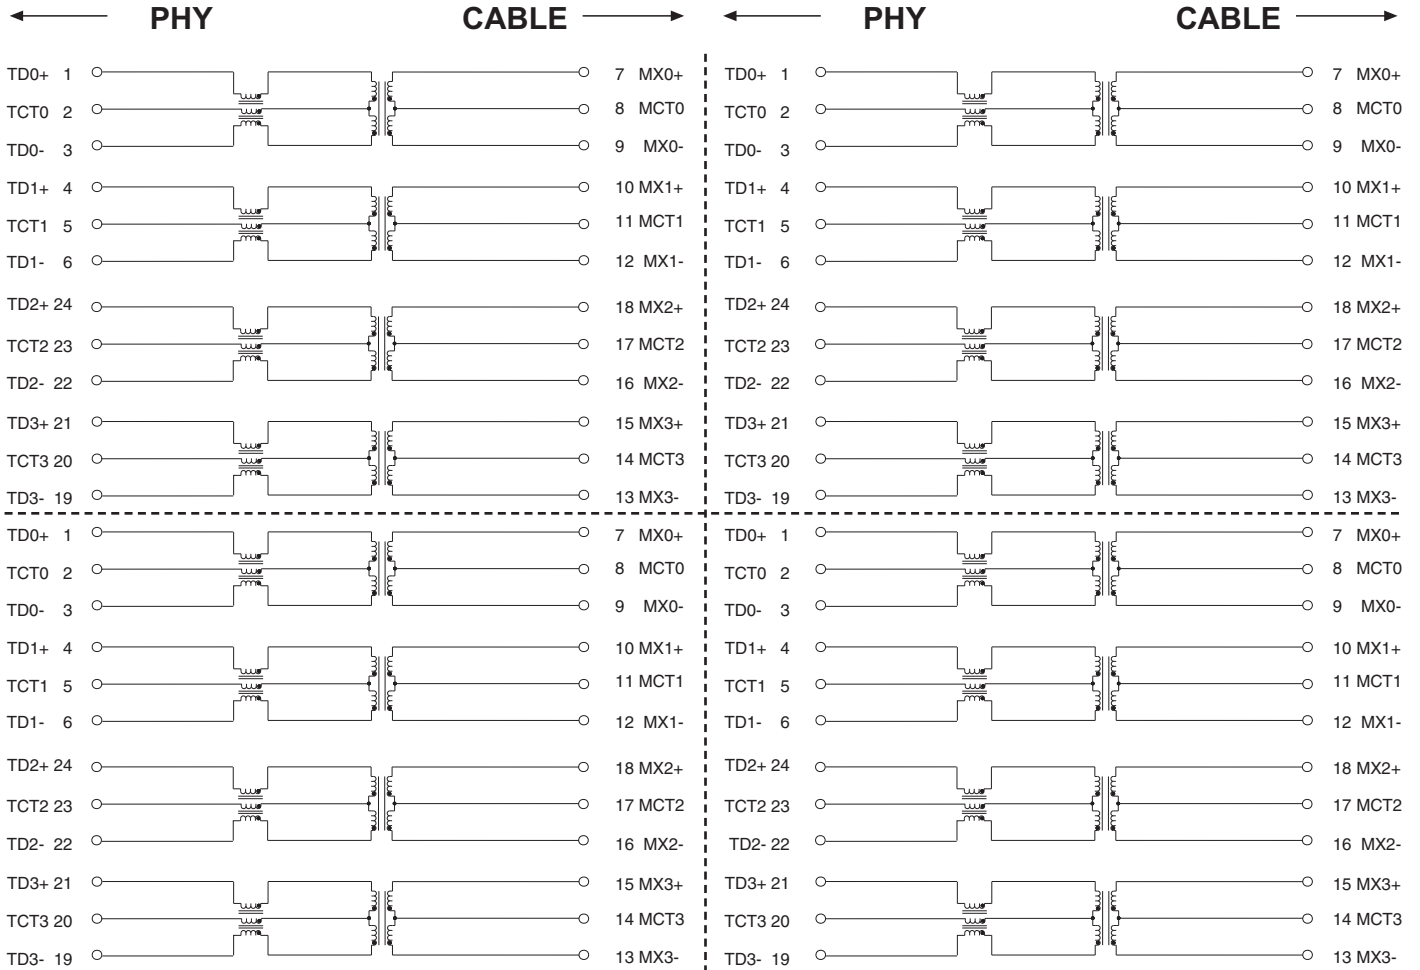 PHY CABLE PHY CABLE
TD0+ 1 7 MX0+ TD0+ 1 7 MX0+
TCT0 2 8 MCT0 TCT0 2 8 MCT0
TD0- 3 9 MX0- TD0- 3 9 MX0-
TD1+ 4 10 MX1+ TD1+ 4 10 MX1+
TCT1 5 11 MCT1 TCT1 5 11 MCT1
TD1- 6 12 MX1- TD1- 6 12 MX1-
TD2+ 24 18 MX2+ TD2+ 24 18 MX2+
TCT2 23 17 MCT2 TCT2 23 17 MCT2
TD2- 22 16 MX2- TD2- 22 16 MX2-
TD3+ 21 15 MX3+ TD3+ 21 15 MX3+
TCT3 20 14 MCT3 TCT3 20 14 MCT3
TD3- 19 13 MX3- TD3- 19 13 MX3-
TD0+ 1 7 MX0+ TD0+ 1 7 MX0+
TCT0 2 8 MCT0 TCT0 2 8 MCT0
TD0- 3 9 MX0- TD0- 3 9 MX0-
TD1+ 4 10 MX1+ TD1+ 4 10 MX1+
TCT1 5 11 MCT1 TCT1 5 11 MCT1
TD1- 6 12 MX1- TD1- 6 12 MX1-
TD2+ 24 18 MX2+ TD2+ 24 18 MX2+
TCT2 23 17 MCT2 TCT2 23 17 MCT2
TD2- 22 16 MX2- TD2- 22 16 MX2-
TD3+ 21 15 MX3+ TD3+ 21 15 MX3+
TCT3 20 14 MCT3 TCT3 20 14 MCT3
TD3- 19 13 MX3- TD3- 19 13 MX3-